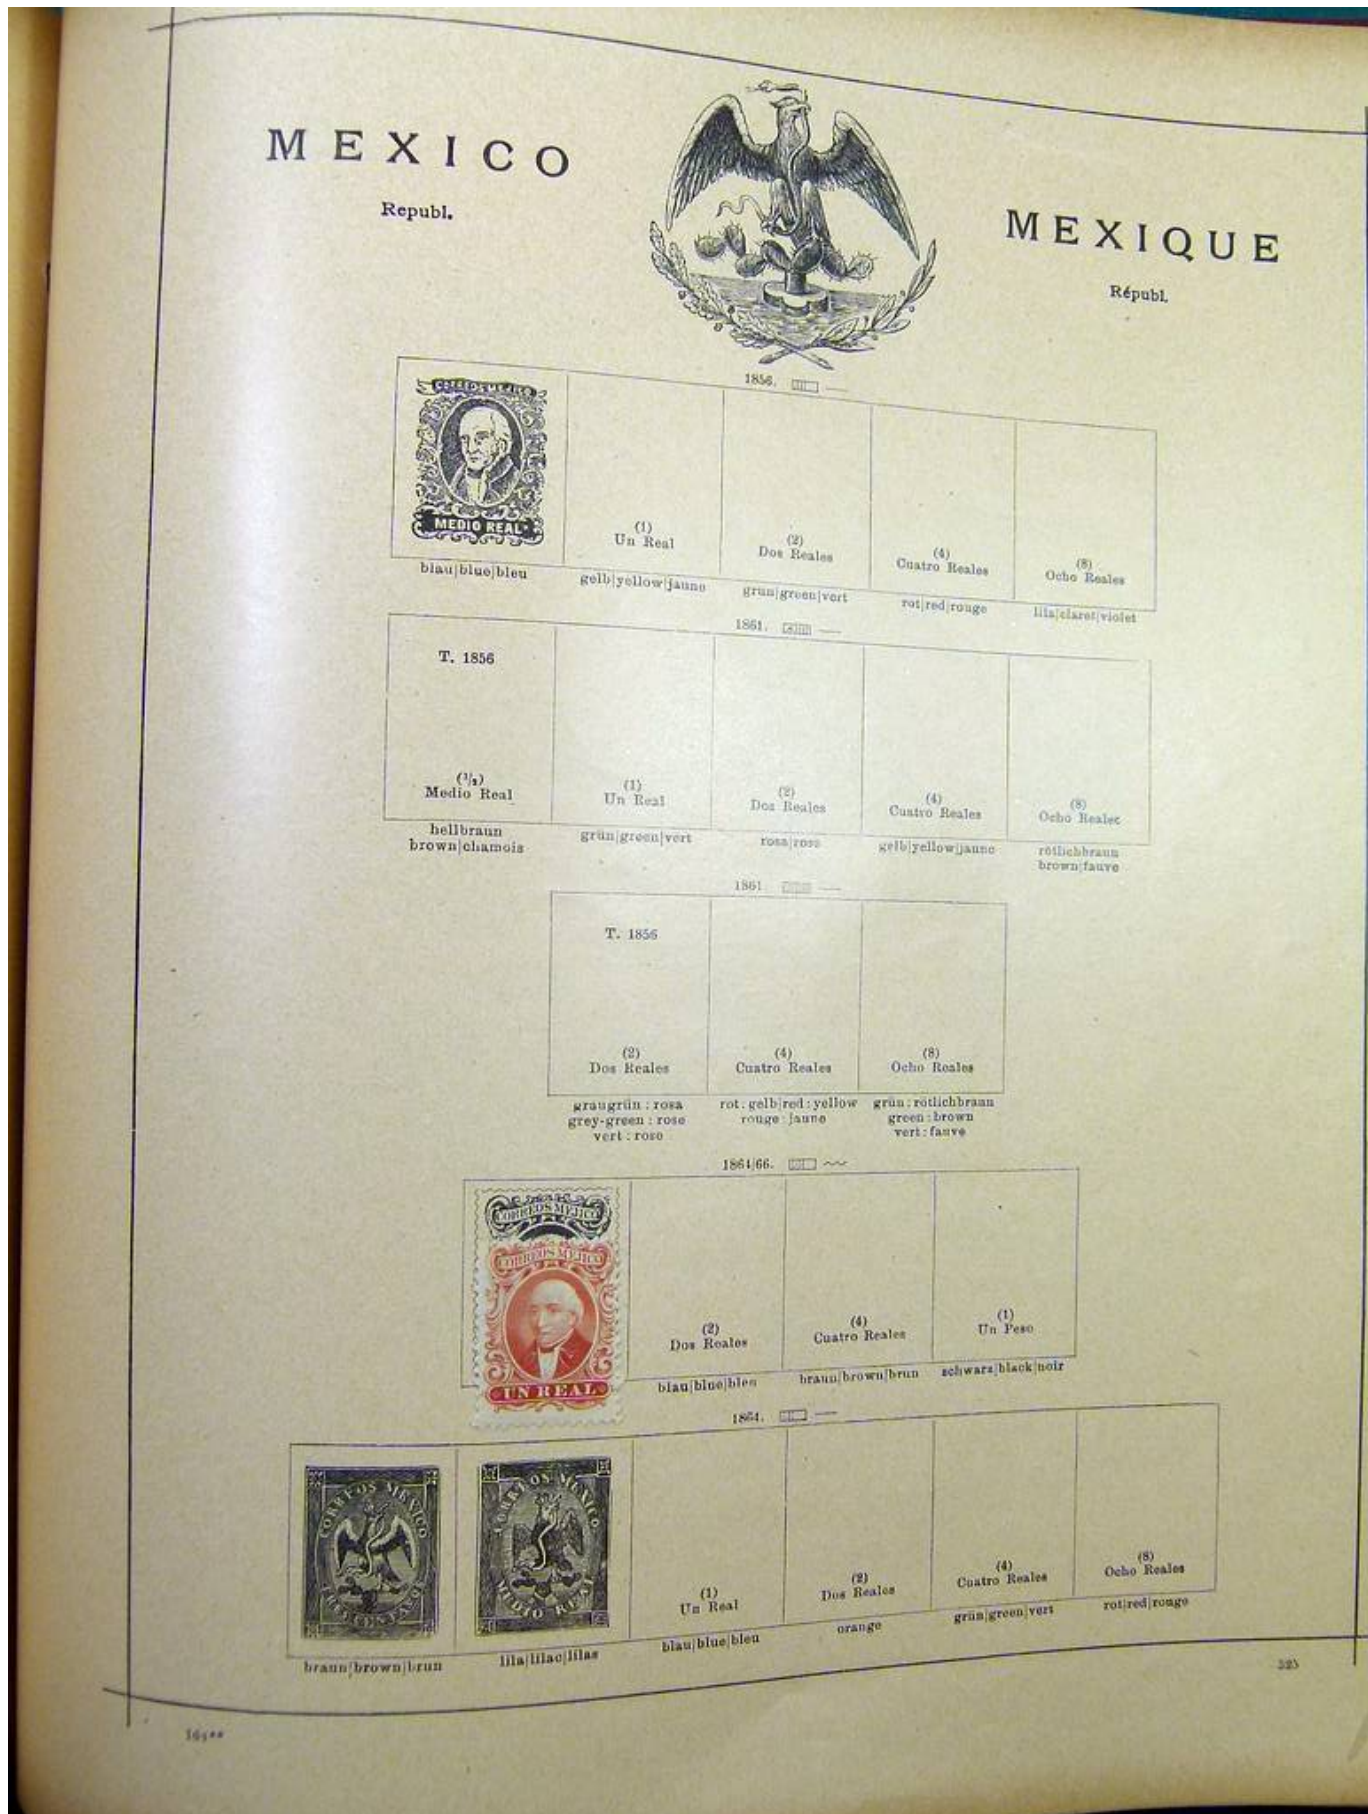 MEXICO
Republ.
MEXIQUE
Républ.
1856.
CORREOS MEJICO
MEDIO REAL
(1)
Un Real
(2)
Dos Reales
(4)
Cuatro Reales
(8)
Ocho Reales
blau|blue|bleu
gelb|yellow|jaune
grün|green|vert
rot|red|rouge
lila|claret|violet
1861.
T. 1856
(1/2)
Medio Real
(1)
Un Real
(2)
Dos Reales
(4)
Cuatro Reales
(8)
Ocho Reales
hellbraun
brown|chamois
grün|green|vert
rosa|rose
gelb|yellow|jaune
rötlichbraun
brown|fauve
1861.
T. 1856
(2)
Dos Reales
(4)
Cuatro Reales
(8)
Ocho Reales
graugrün : rosa
grey-green : rose
vert : rose
rot : gelb|red : yellow
rouge : jaune
grün : rötlichbraun
green : brown
vert : fauve
1864/66.
CORREOS MEJICO
CORREOS MEJICO
UN REAL
(2)
Dos Reales
(4)
Cuatro Reales
(1)
Un Peso
blau|blue|bleu
braun|brown|brun
schwarz|black|noir
1864.
CORREOS MEXICO
TRES CENTAVOS
CORREOS MEXICO
MEDIO REAL
(1)
Un Real
(2)
Dos Reales
(4)
Cuatro Reales
(8)
Ocho Reales
braun|brown|brun
lila|lilac|lilas
blau|blue|bleu
orange
grün|green|vert
rot|red|rouge